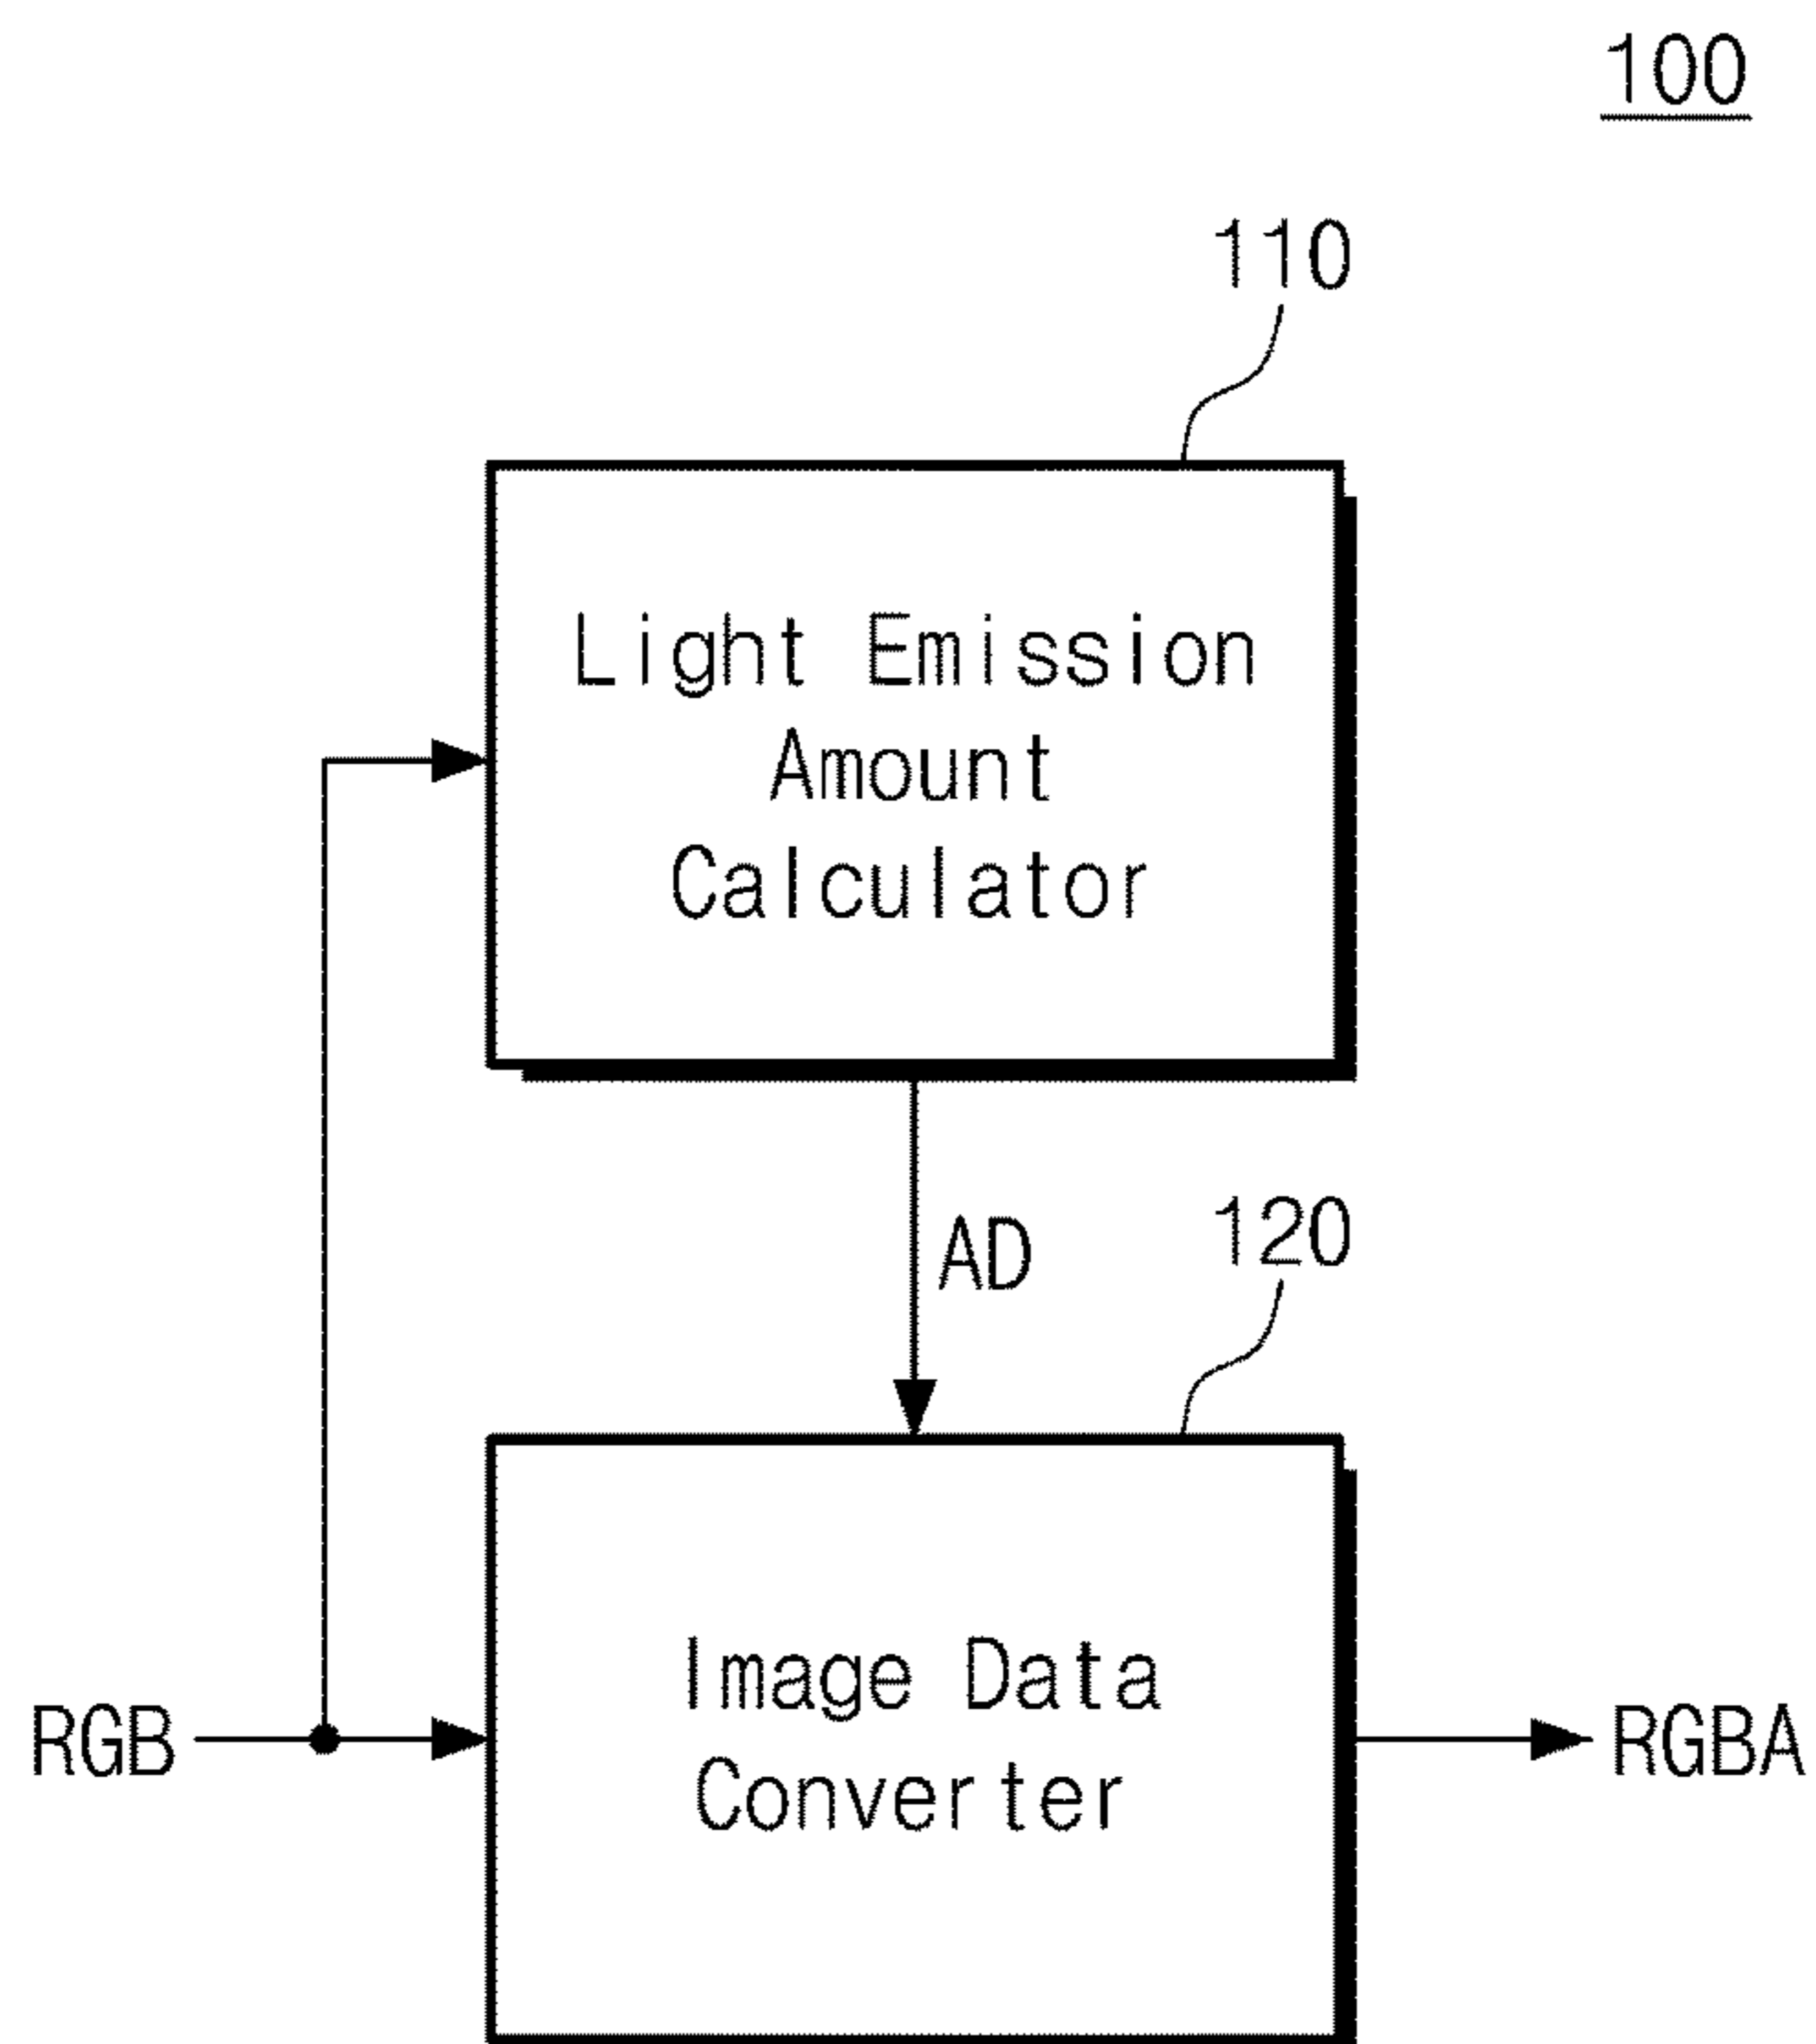 100
110
Light Emission
Amount
Calculator
AD
120
Image Data
Converter
RGB
RGBA